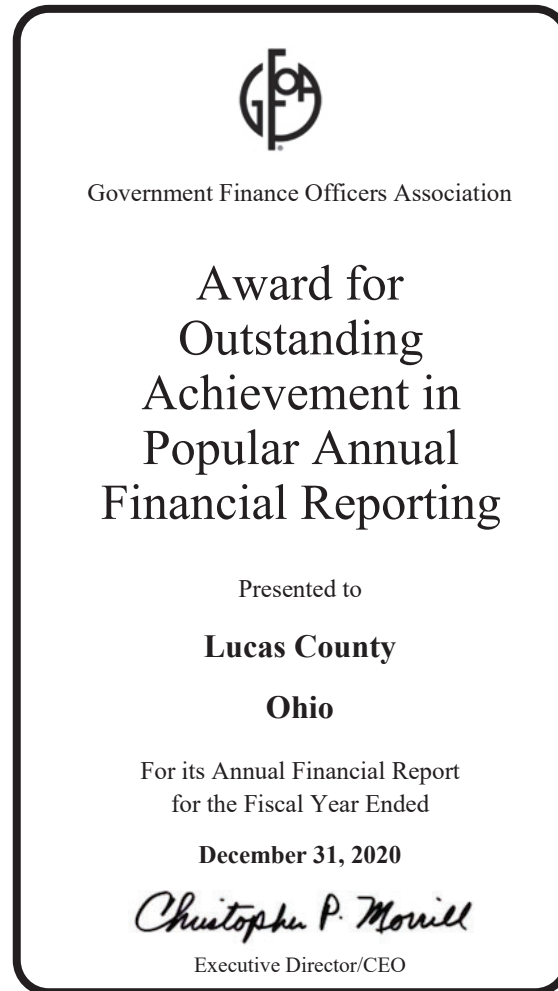 GFOA
Government Finance Officers Association
Award for
Outstanding
Achievement in
Popular Annual
Financial Reporting
Presented to
Lucas County
Ohio
For its Annual Financial Report
for the Fiscal Year Ended
December 31, 2020
Christopher P. Morrill
Executive Director/CEO